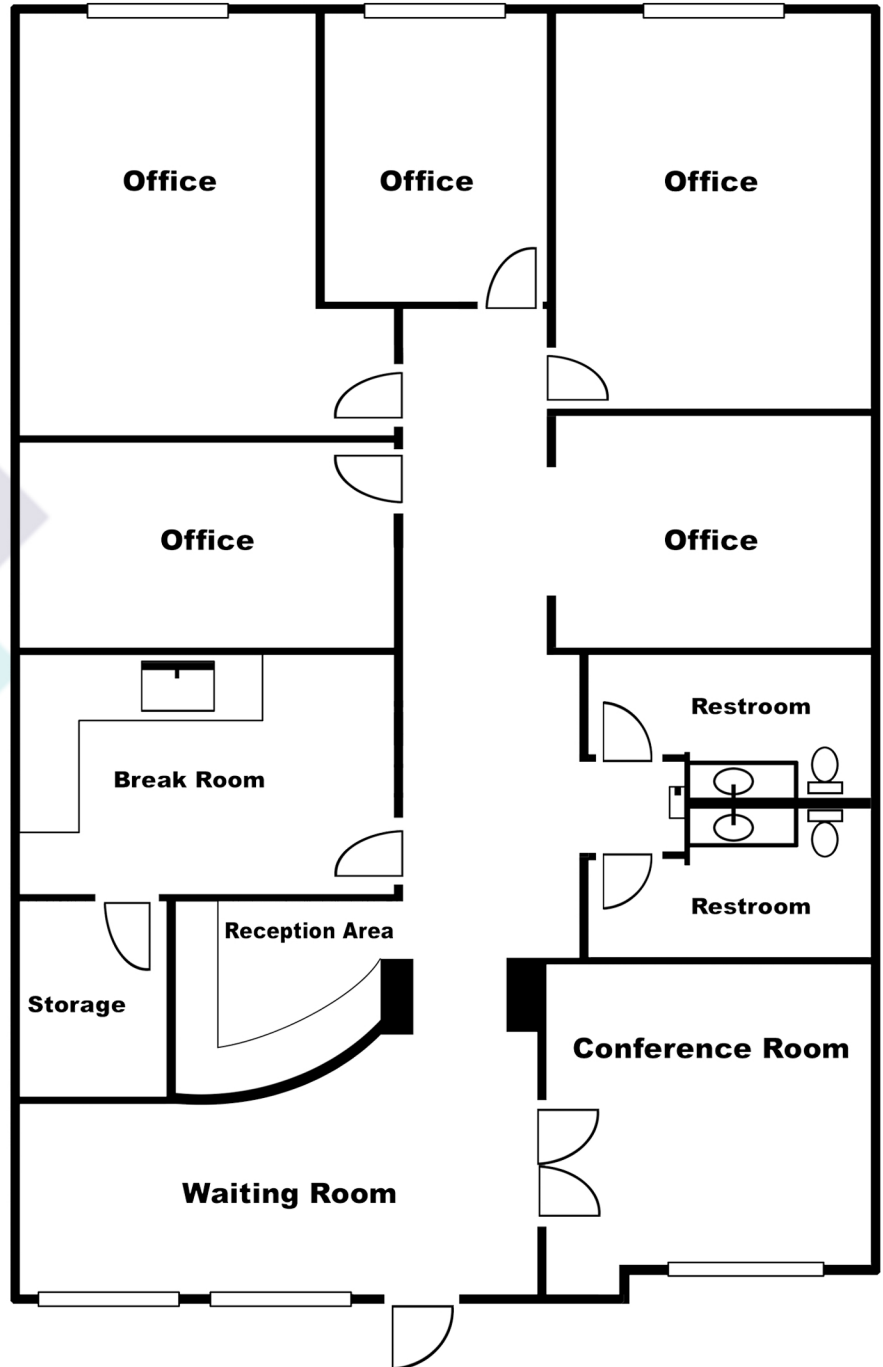 Office
Office
Office
Office
Office
Restroom
Break Room
Restroom
Reception Area
Storage
Conference Room
Waiting Room